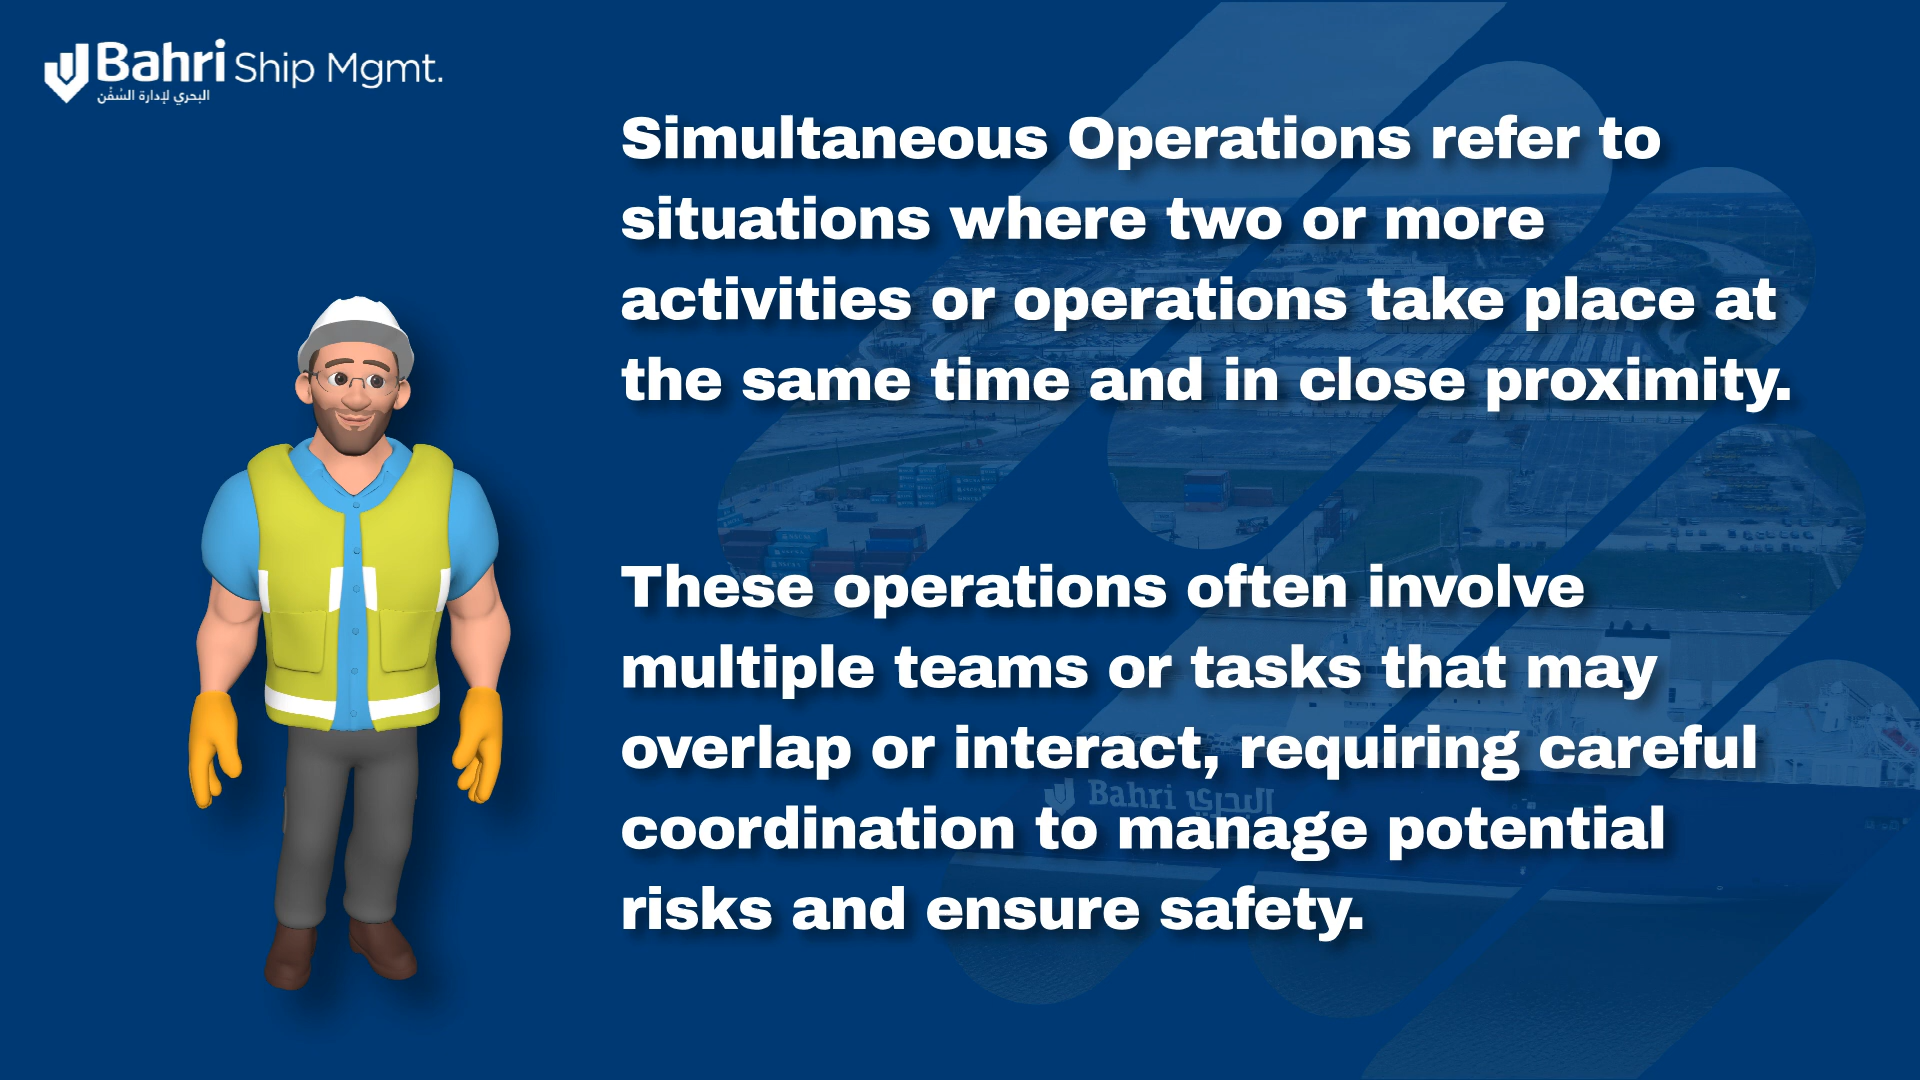 Bahri Ship Mgmt.
البحري لإدارة السُفُن
Simultaneous Operations refer to
situations where two or more
activities or operations take place at
the same time and in close proximity.
These operations often involve
multiple teams or tasks that may
overlap or interact, requiring careful
coordination to manage potential
risks and ensure safety.
Bahri البحري